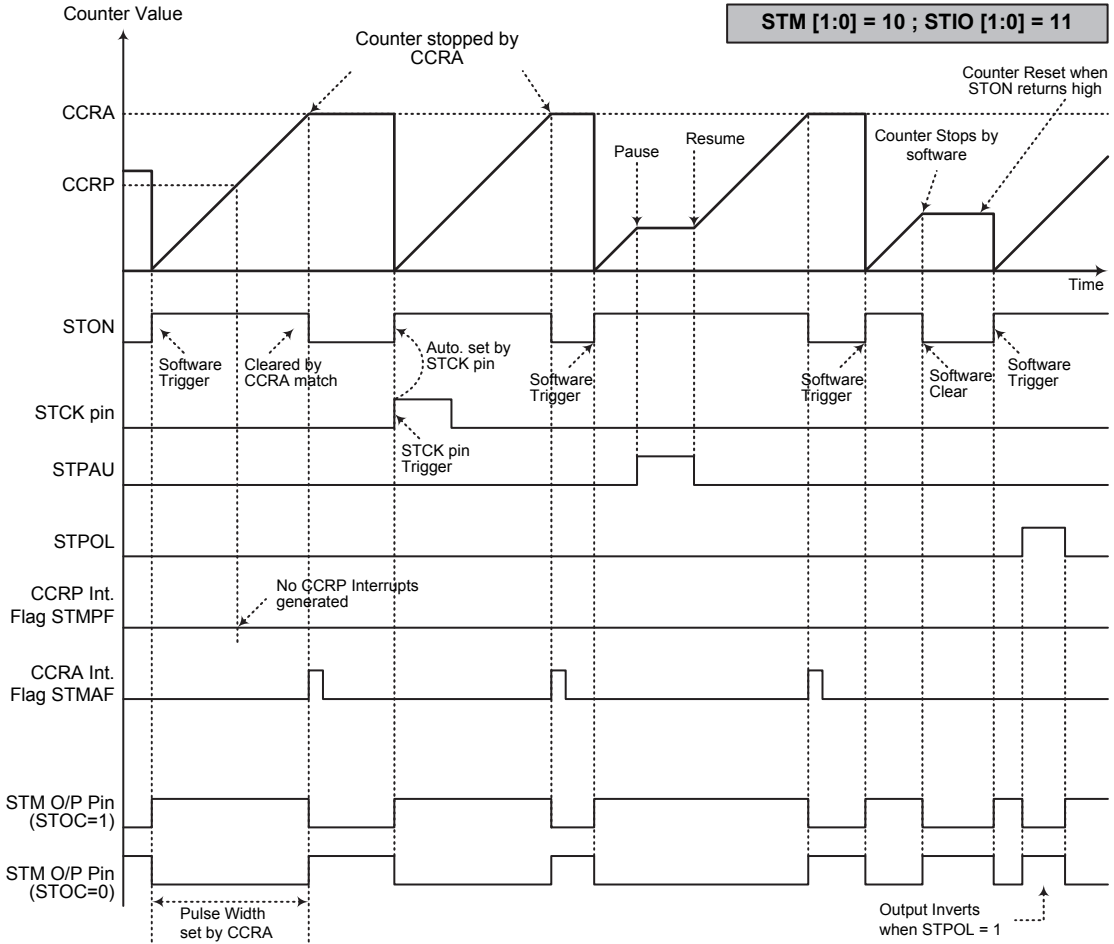 Counter Value
STM [1:0] = 10 ; STIO [1:0] = 11
Counter stopped by
CCRA
Counter Reset when
STON returns high
CCRA
Pause
Resume
Counter Stops by
software
CCRP
Time
STON
Software
Trigger
Cleared by
CCRA match
Auto. set by
STCK pin
Software
Trigger
Software
Trigger
Software
Clear
Software
Trigger
STCK pin
STCK pin
Trigger
STPAU
STPOL
CCRP Int.
Flag STMPF
No CCRP Interrupts
generated
CCRA Int.
Flag STMAF
STM O/P Pin
(STOC=1)
STM O/P Pin
(STOC=0)
Pulse Width
set by CCRA
Output Inverts
when STPOL = 1